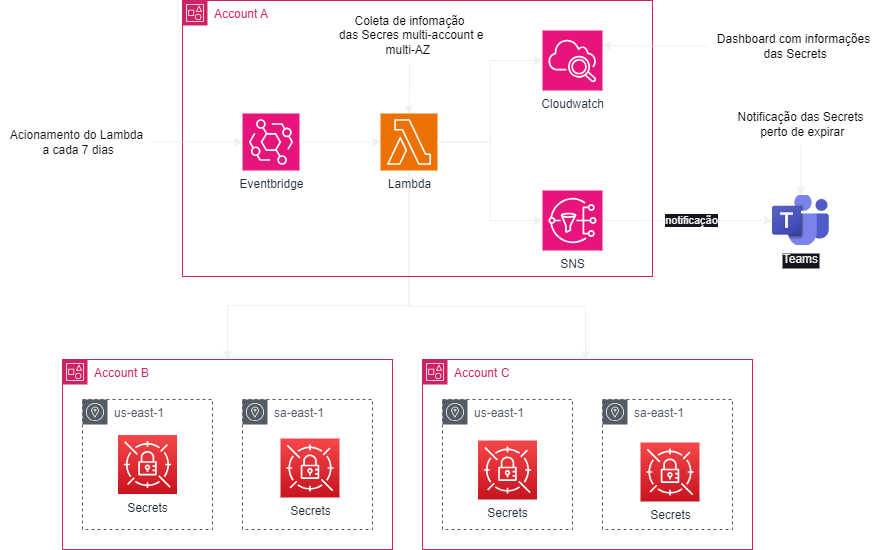 Account A
Coleta de infomação
das Secres multi-account e
multi-AZ
Dashboard com informações
das Secrets
Cloudwatch
Notificação das Secrets
perto de expirar
Acionamento do Lambda
a cada 7 dias
Eventbridge
Lambda
notificação
T
Teams
SNS
Account B
us-east-1
Secrets
sa-east-1
Secrets
Account C
us-east-1
Secrets
sa-east-1
Secrets